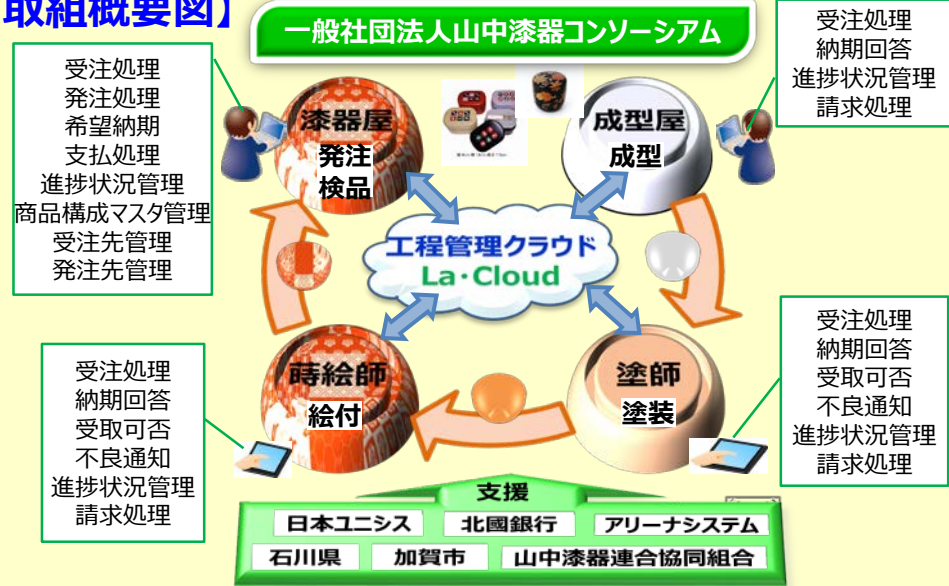 取組概要図】
一般社団法人山中漆器コンソーシアム
受注処理
発注処理
希望納期
支払処理
進捗状況管理
商品構成マスタ管理
受注先管理
発注先管理
漆器屋
発注
検品
成型屋
成型
受注処理
納期回答
進捗状況管理
請求処理
工程管理クラウド
La・Cloud
受注処理
納期回答
受取可否
不良通知
進捗状況管理
請求処理
蒔絵師
絵付
塗師
塗装
受注処理
納期回答
受取可否
不良通知
進捗状況管理
請求処理
支援
日本ユニシス
北國銀行
アリーナシステム
石川県
加賀市
山中漆器連合協同組合